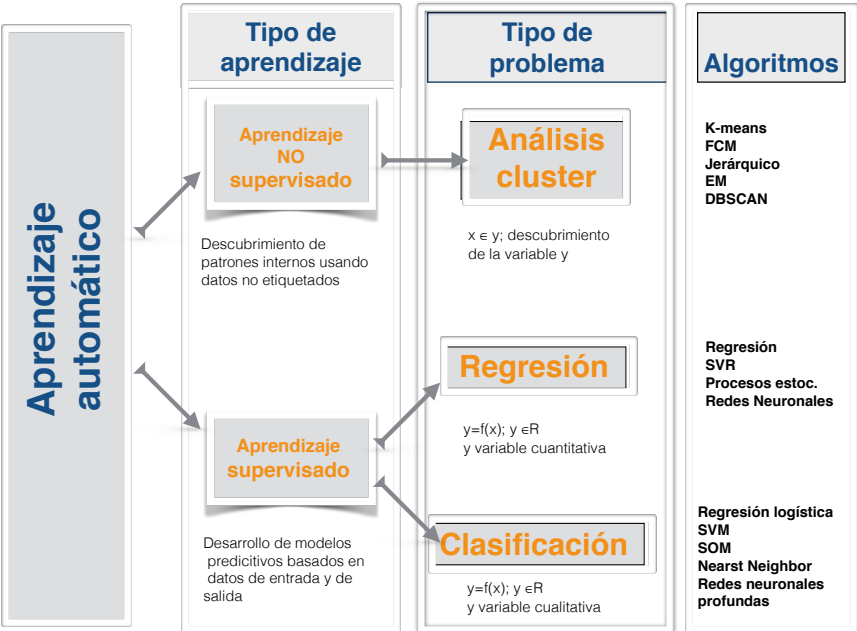 Aprendizaje
automático
Tipo de
aprendizaje
Aprendizaje
NO
supervisado
Descubrimiento de
patrones internos usando
datos no etiquetados
Aprendizaje
supervisado
Desarrollo de modelos
predicitivos basados en
datos de entrada y de
salida
Tipo de
problema
Análisis
cluster
x ∈ y; descubrimiento
de la variable y
Regresión
y=f(x); y ∈R
y variable cuantitativa
Clasificación
y=f(x); y ∈R
y variable cualitativa
Algoritmos
K-means
FCM
Jerárquico
EM
DBSCAN
Regresión
SVR
Procesos estoc.
Redes Neuronales
Regresión logística
SVM
SOM
Nearst Neighbor
Redes neuronales
profundas